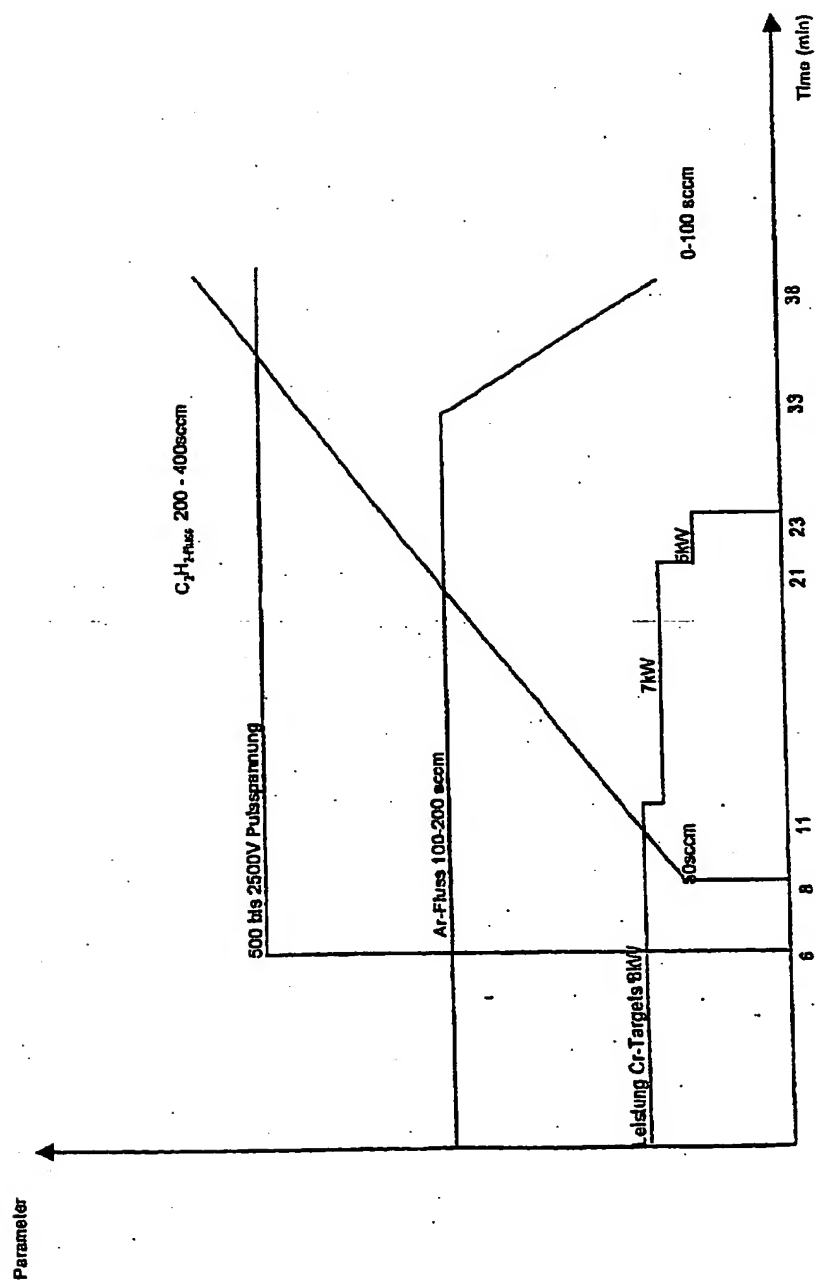 Parameter
C2H2-Fluss 200 - 400sccm
500 bis 2500V Pulsspannung
Ar-Fluss 100-200 sccm
0-100 sccm
Leistung Cr-Targets 8kW
7kW
50sccm
6 8 11 21 23 33 38
Time (min)